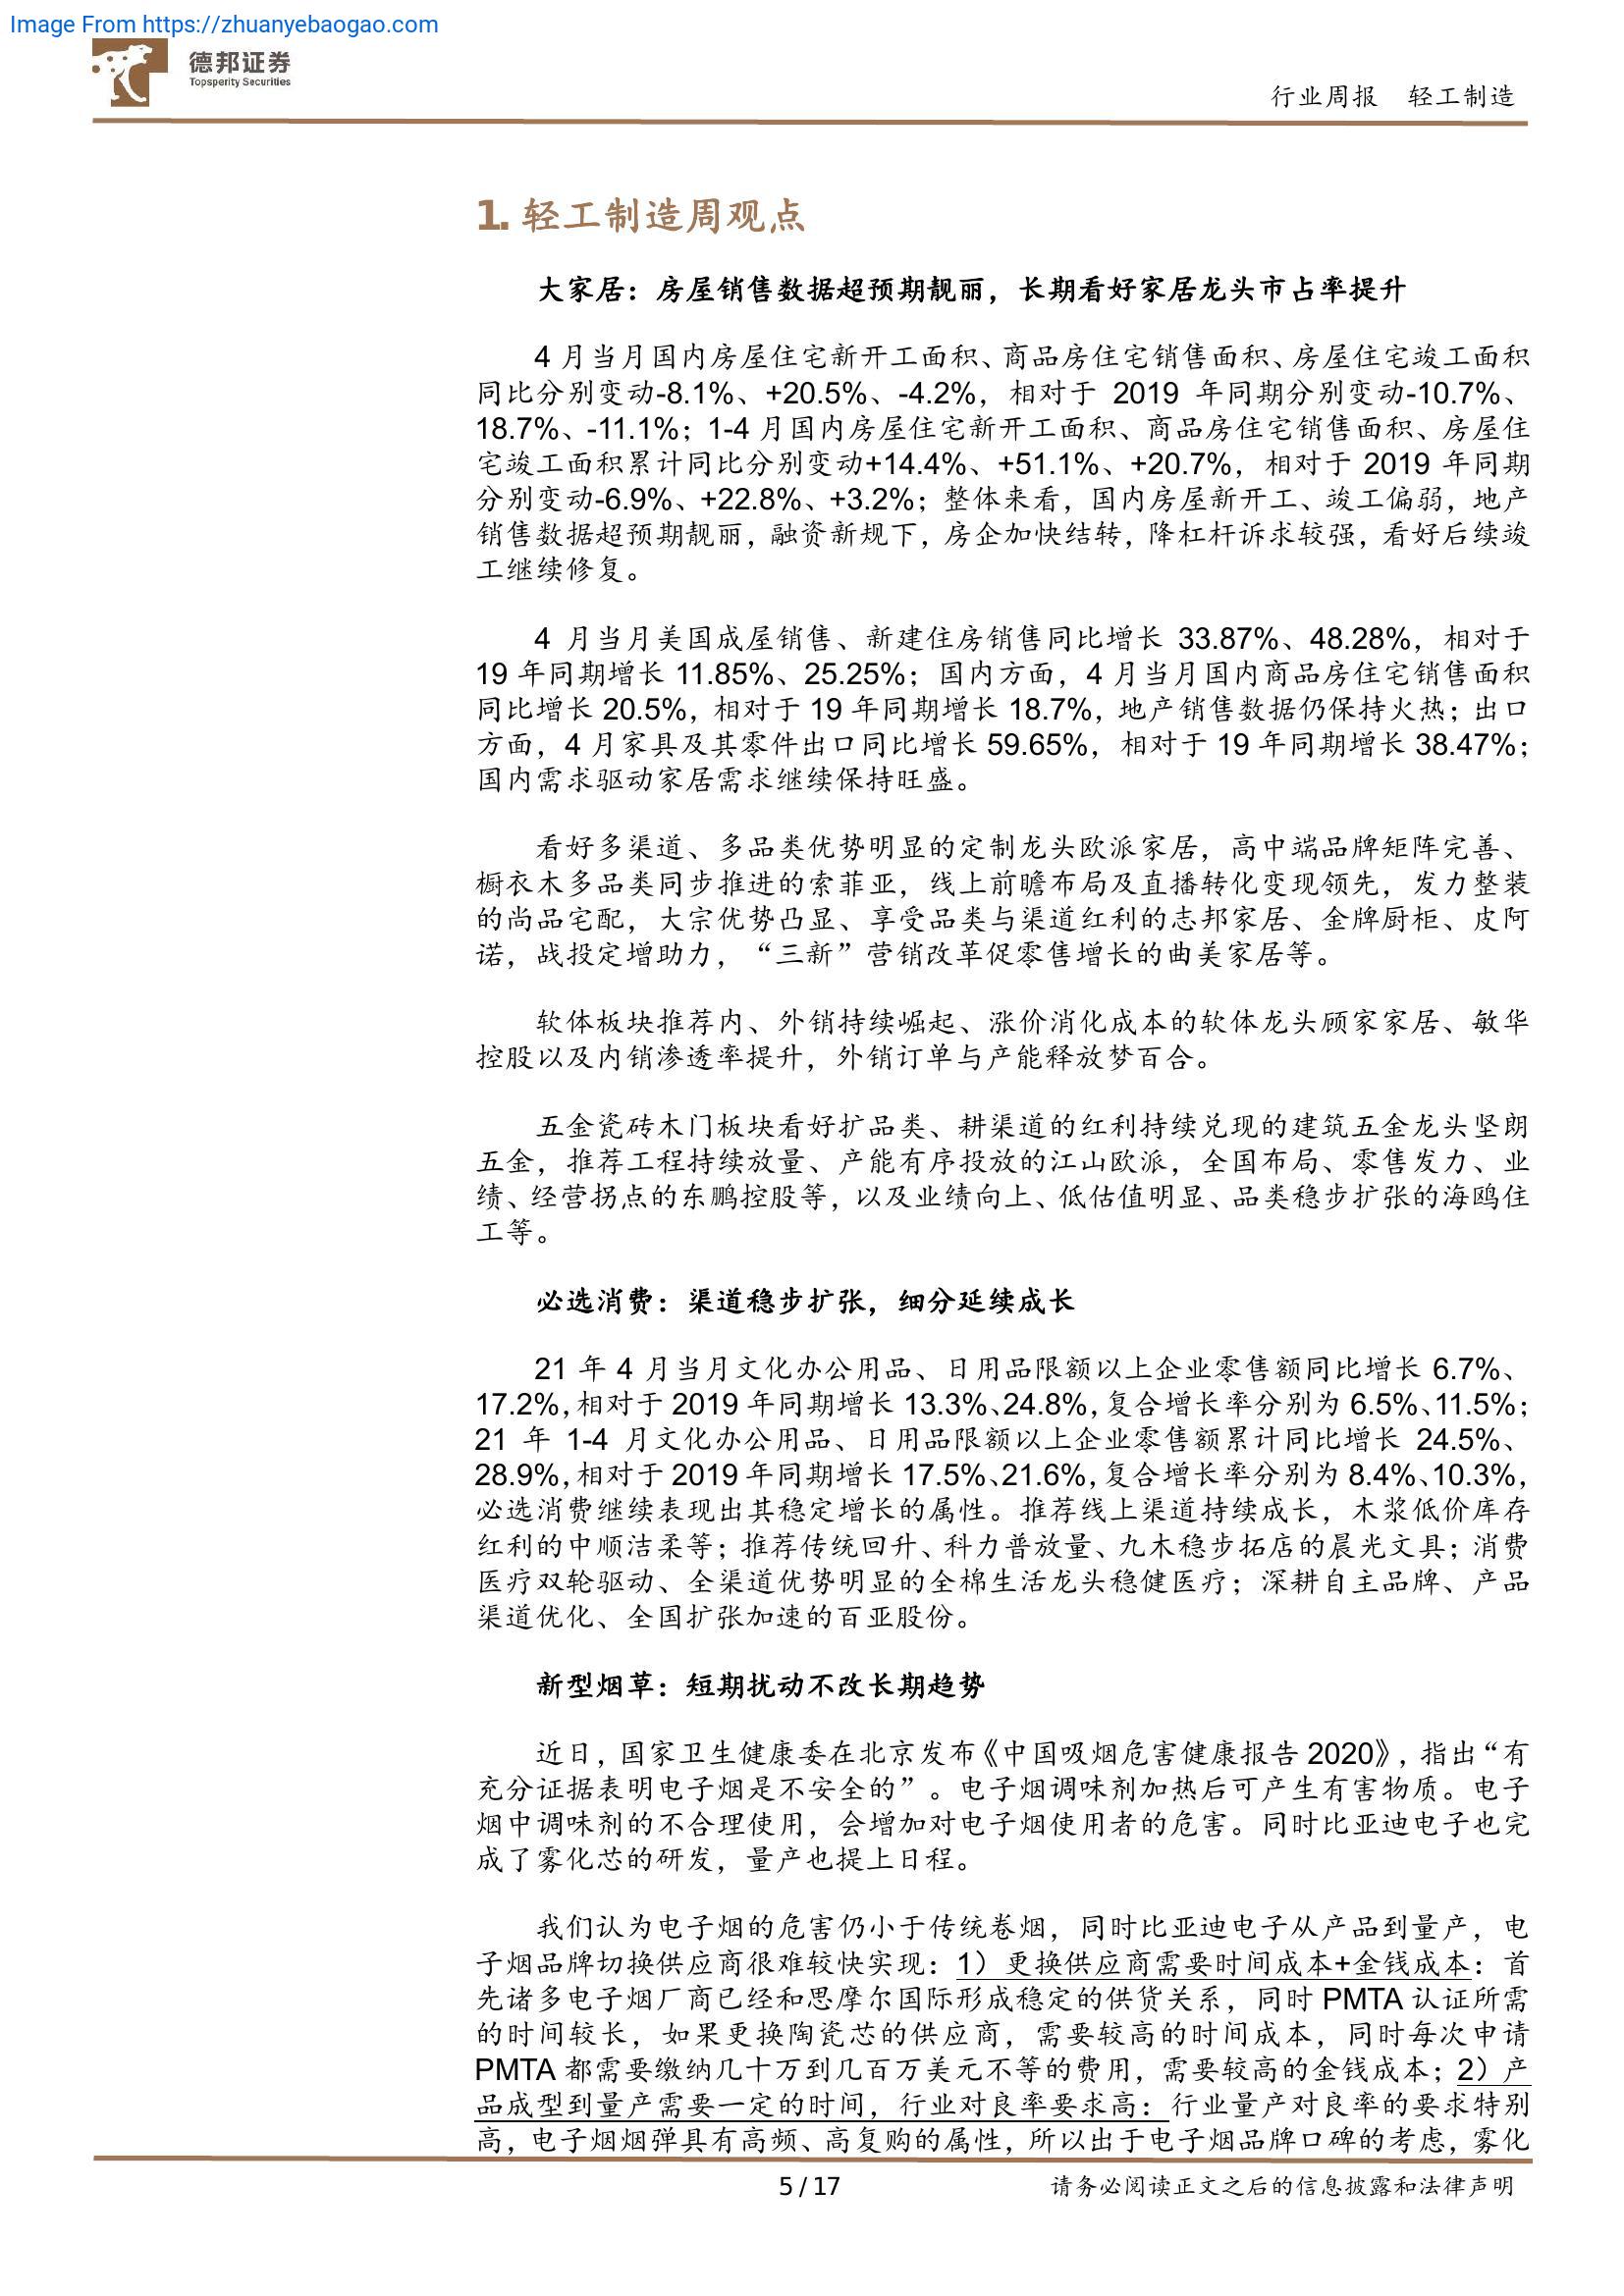 Image From https://zhuanyebaogao.com
德邦证券
Topsperity Securities
行业周报 轻工制造
1. 轻工制造周观点
大家居：房屋销售数据超预期靓丽，长期看好家居龙头市占率提升
4 月当月国内房屋住宅新开工面积、商品房住宅销售面积、房屋住宅竣工面积
同比分别变动-8.1%、+20.5%、-4.2%，相对于 2019 年同期分别变动-10.7%、
18.7%、-11.1%；1-4 月国内房屋住宅新开工面积、商品房住宅销售面积、房屋住
宅竣工面积累计同比分别变动+14.4%、+51.1%、+20.7%，相对于 2019 年同期
分别变动-6.9%、+22.8%、+3.2%；整体来看，国内房屋新开工、竣工偏弱，地产
销售数据超预期靓丽，融资新规下，房企加快结转，降杠杆诉求较强，看好后续竣
工继续修复。
4 月当月美国成屋销售、新建住房销售同比增长 33.87%、48.28%，相对于
19 年同期增长 11.85%、25.25%；国内方面，4 月当月国内商品房住宅销售面积
同比增长 20.5%，相对于 19 年同期增长 18.7%，地产销售数据仍保持火热；出口
方面，4 月家具及其零件出口同比增长 59.65%，相对于 19 年同期增长 38.47%；
国内需求驱动家居需求继续保持旺盛。
看好多渠道、多品类优势明显的定制龙头欧派家居，高中端品牌矩阵完善、
橱衣木多品类同步推进的索菲亚，线上前瞻布局及直播转化变现领先，发力整装
的尚品宅配，大宗优势凸显、享受品类与渠道红利的志邦家居、金牌厨柜、皮阿
诺，战投定增助力，“三新”营销改革促零售增长的曲美家居等。
软体板块推荐内、外销持续崛起、涨价消化成本的软体龙头顾家家居、敏华
控股以及内销渗透率提升，外销订单与产能释放梦百合。
五金瓷砖木门板块看好扩品类、耕渠道的红利持续兑现的建筑五金龙头坚朗
五金，推荐工程持续放量、产能有序投放的江山欧派，全国布局、零售发力、业
绩、经营拐点的东鹏控股等，以及业绩向上、低估值明显、品类稳步扩张的海鸥住
工等。
必选消费：渠道稳步扩张，细分延续成长
21 年 4 月当月文化办公用品、日用品限额以上企业零售额同比增长 6.7%、
17.2%，相对于 2019 年同期增长 13.3%、24.8%，复合增长率分别为 6.5%、11.5%；
21 年 1-4 月文化办公用品、日用品限额以上企业零售额累计同比增长 24.5%、
28.9%，相对于 2019 年同期增长 17.5%、21.6%，复合增长率分别为 8.4%、10.3%，
必选消费继续表现出其稳定增长的属性。推荐线上渠道持续成长，木浆低价库存
红利的中顺洁柔等；推荐传统回升、科力普放量、九木稳步拓店的晨光文具；消费
医疗双轮驱动、全渠道优势明显的全棉生活龙头稳健医疗；深耕自主品牌、产品
渠道优化、全国扩张加速的百亚股份。
新型烟草：短期扰动不改长期趋势
近日，国家卫生健康委在北京发布《中国吸烟危害健康报告 2020》，指出“有
充分证据表明电子烟是不安全的”。电子烟调味剂加热后可产生有害物质。电子
烟中调味剂的不合理使用，会增加对电子烟使用者的危害。同时比亚迪电子也完
成了雾化芯的研发，量产也提上日程。
我们认为电子烟的危害仍小于传统卷烟，同时比亚迪电子从产品到量产，电
子烟品牌切换供应商很难较快实现：1）更换供应商需要时间成本+金钱成本：首
先诸多电子烟厂商已经和思摩尔国际形成稳定的供货关系，同时 PMTA 认证所需
的时间较长，如果更换陶瓷芯的供应商，需要较高的时间成本，同时每次申请
PMTA 都需要缴纳几十万到几百万美元不等的费用，需要较高的金钱成本；2）产
品成型到量产需要一定的时间，行业对良率要求高：行业量产对良率的要求特别
高，电子烟烟弹具有高频、高复购的属性，所以出于电子烟品牌口碑的考虑，雾化
5 / 17
请务必阅读正文之后的信息披露和法律声明